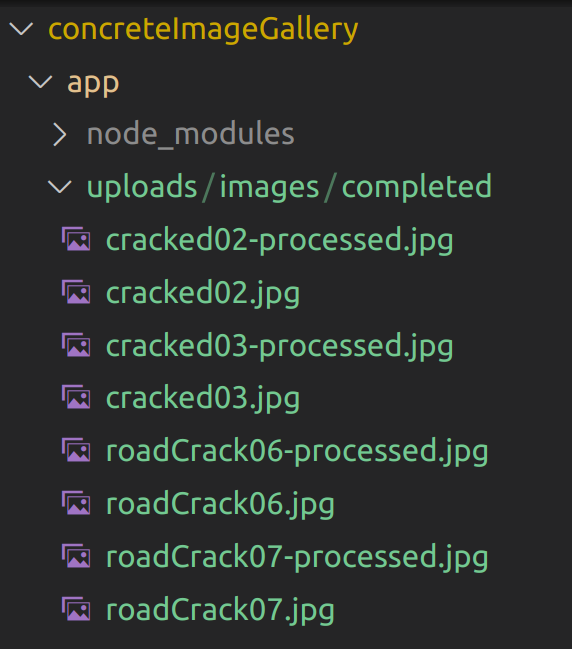 concreteImageGallery
app
node_modules
uploads/images/completed
cracked02-processed.jpg
cracked02.jpg
cracked03-processed.jpg
cracked03.jpg
roadCrack06-processed.jpg
roadCrack06.jpg
roadCrack07-processed.jpg
roadCrack07.jpg